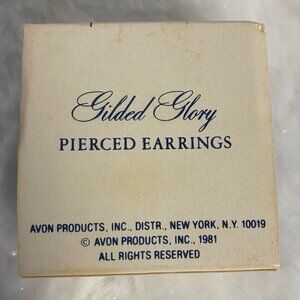 Gilded Glory
PIERCED EARRINGS
AVON PRODUCTS, INC., DISTR., NEW YORK, N.Y. 10019
© AVON PRODUCTS, INC., 1981
ALL RIGHTS RESERVED